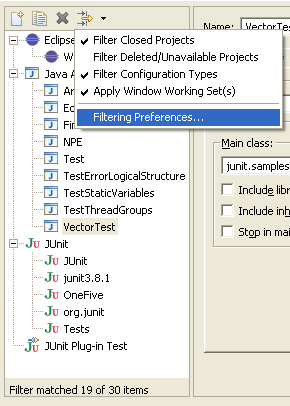 Name: VectorTest
Filter Closed Projects
Filter Deleted/Unavailable Projects
Filter Configuration Types
Apply Window Working Set(s)
Filtering Preferences...
Eclipse
W
Java A
Ar
Ec
Fi
NPE
Test
TestErrorLogicalStructure
TestStaticVariables
TestThreadGroups
VectorTest
JUnit
JUnit
junit3.8.1
OneFive
org.junit
Tests
JUnit Plug-in Test
Main class:
junit.samples
Include libr
Include inh
Stop in mai
Filter matched 19 of 30 items